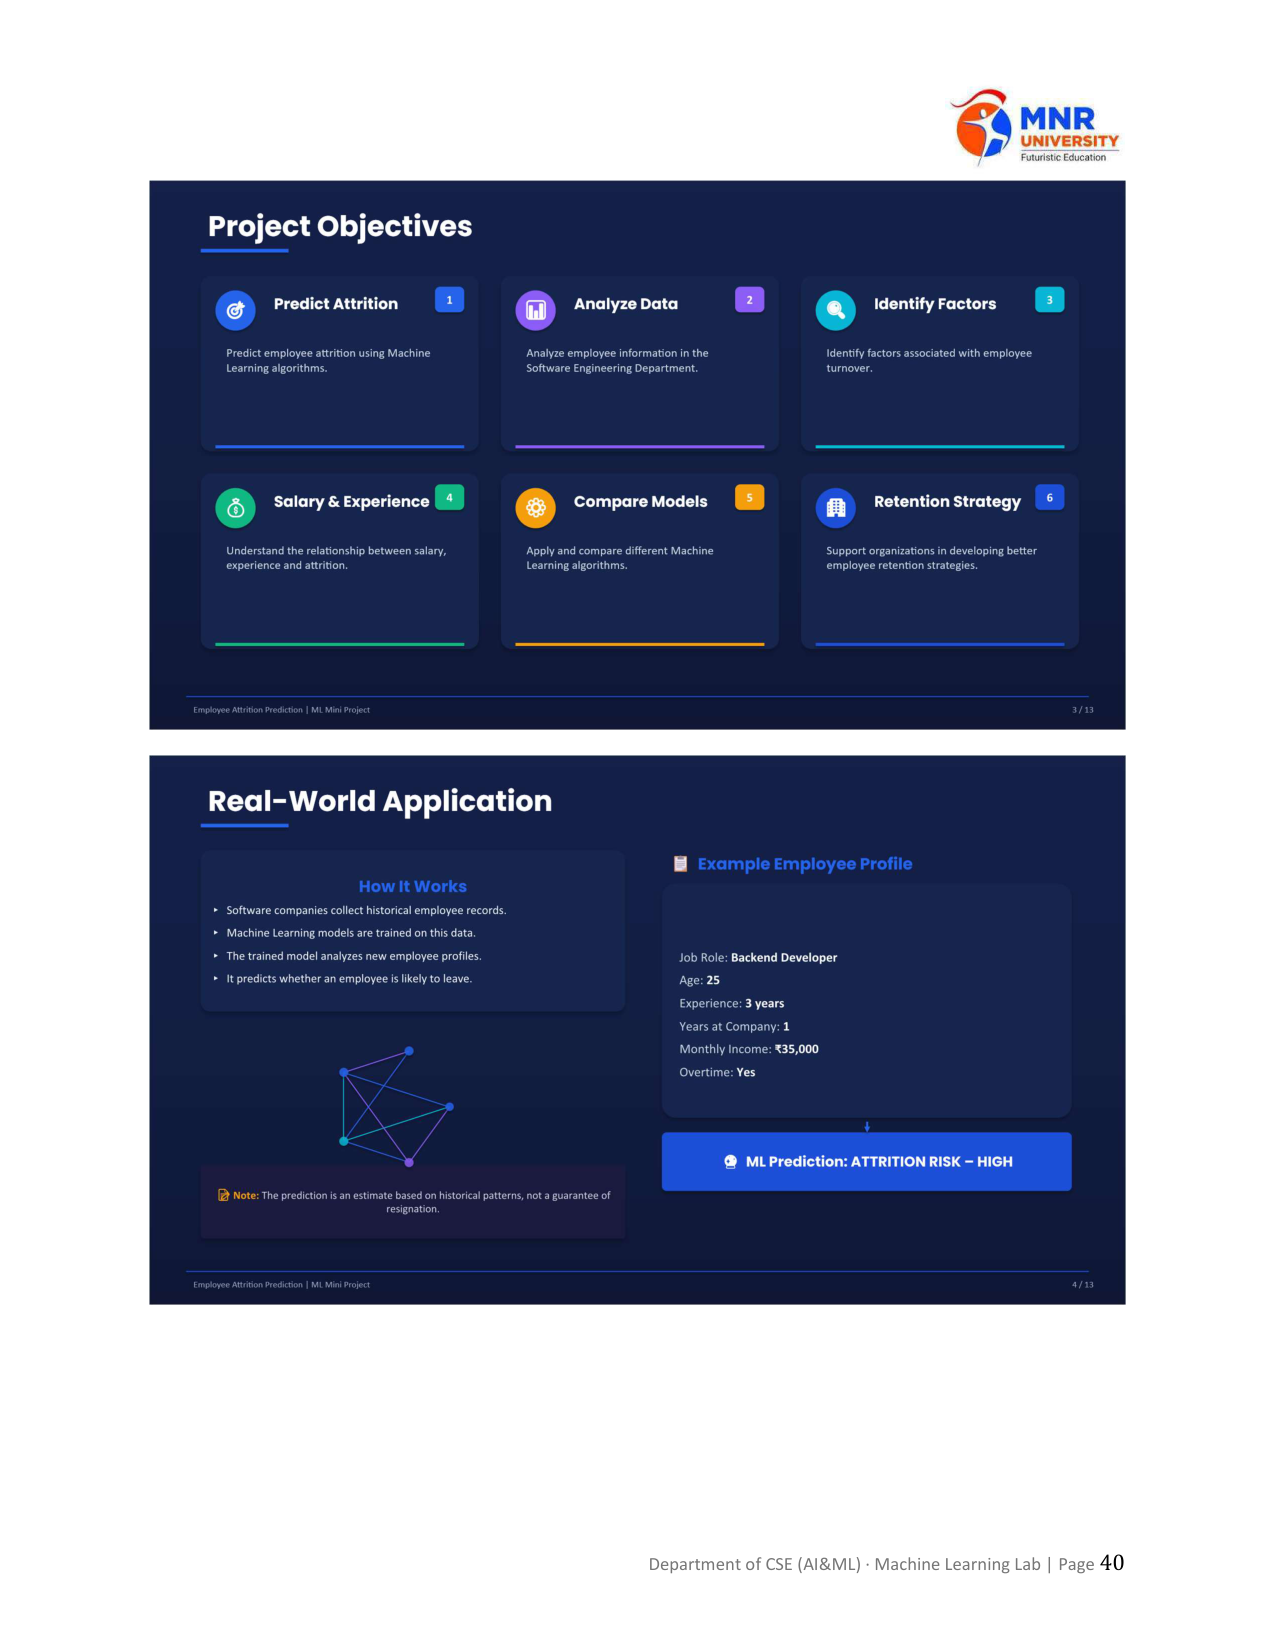 MNR
UNIVERSITY
Futuristic Education
Project Objectives
Predict Attrition
1
Predict employee attrition using Machine
Learning algorithms.
Analyze Data
2
Analyze employee information in the
Software Engineering Department.
Identify Factors
3
Identify factors associated with employee
turnover.
Salary & Experience
4
Understand the relationship between salary,
experience and attrition.
Compare Models
5
Apply and compare different Machine
Learning algorithms.
Retention Strategy
6
Support organizations in developing better
employee retention strategies.
Employee Attrition Prediction | ML Mini Project
3 / 13
Real-World Application
How It Works
‣ Software companies collect historical employee records.
‣ Machine Learning models are trained on this data.
‣ The trained model analyzes new employee profiles.
‣ It predicts whether an employee is likely to leave.
Note: The prediction is an estimate based on historical patterns, not a guarantee of
resignation.
Example Employee Profile
Job Role: Backend Developer
Age: 25
Experience: 3 years
Years at Company: 1
Monthly Income: ₹35,000
Overtime: Yes
ML Prediction: ATTRITION RISK – HIGH
Employee Attrition Prediction | ML Mini Project
4 / 13
Department of CSE (AI&ML) · Machine Learning Lab | Page 40